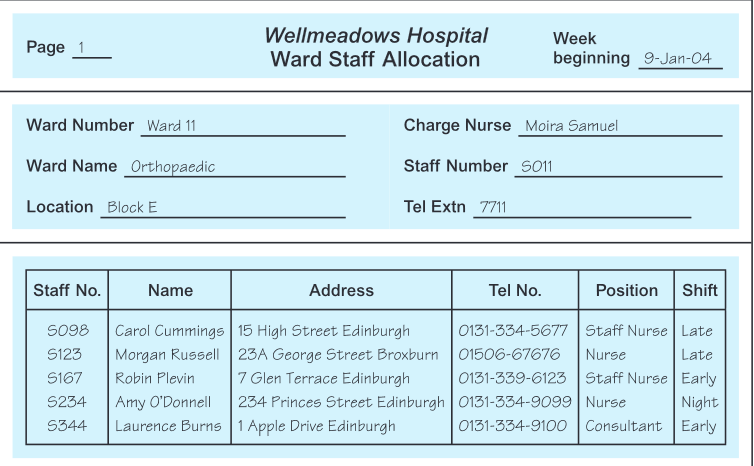 Page 1
Wellmeadows Hospital
Ward Staff Allocation
Week
beginning 9-Jan-04
Ward Number Ward 11
Charge Nurse Moira Samuel
Ward Name Orthopaedic
Staff Number S011
Location Block E
Tel Extn 7711
Staff No. Name Address Tel No. Position Shift
S098 Carol Cummings 15 High Street Edinburgh 0131-334-5677 Staff Nurse Late
S123 Morgan Russell 23A George Street Broxburn 01506-67676 Nurse Late
S167 Robin Plevin 7 Glen Terrace Edinburgh 0131-339-6123 Staff Nurse Early
S234 Amy O'Donnell 234 Princes Street Edinburgh 0131-334-9099 Nurse Night
S344 Laurence Burns 1 Apple Drive Edinburgh 0131-334-9100 Consultant Early